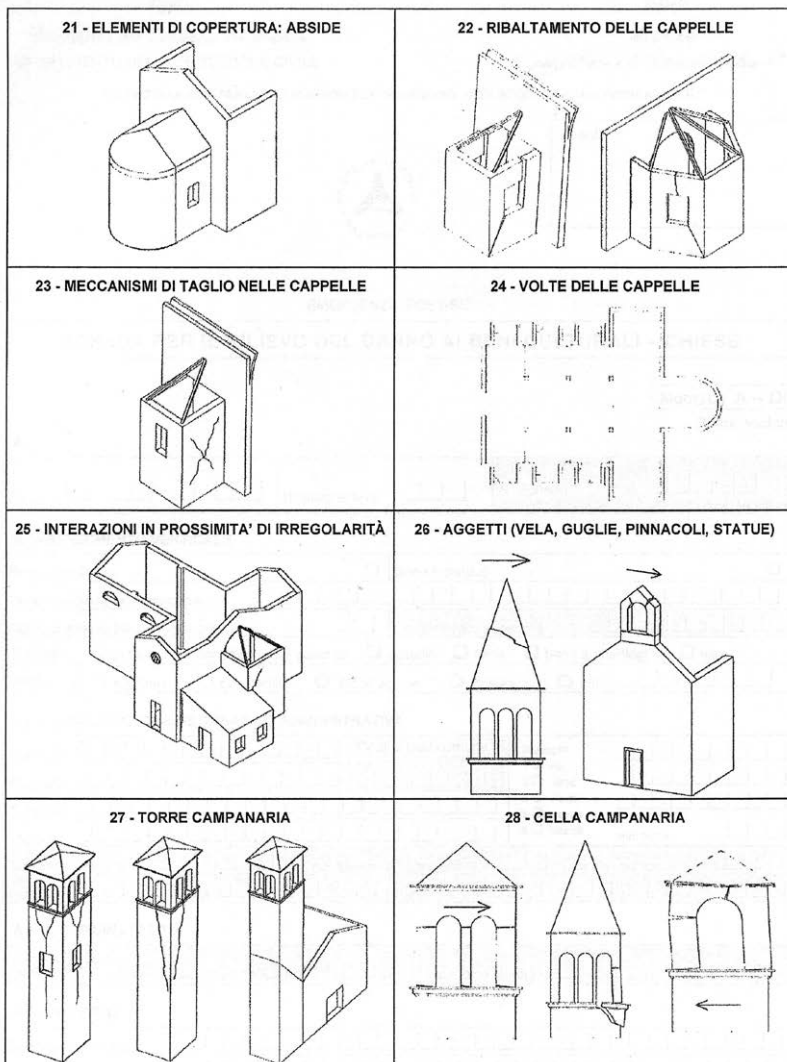 21 - ELEMENTI DI COPERTURA: ABSIDE
22 - RIBALTAMENTO DELLE CAPPELLE
23 - MECCANISMI DI TAGLIO NELLE CAPPELLE
24 - VOLTE DELLE CAPPELLE
25 - INTERAZIONI IN PROSSIMITA' DI IRREGOLARITÀ
26 - AGGETTI (VELA, GUGLIE, PINNACOLI, STATUE)
27 - TORRE CAMPANARIA
28 - CELLA CAMPANARIA